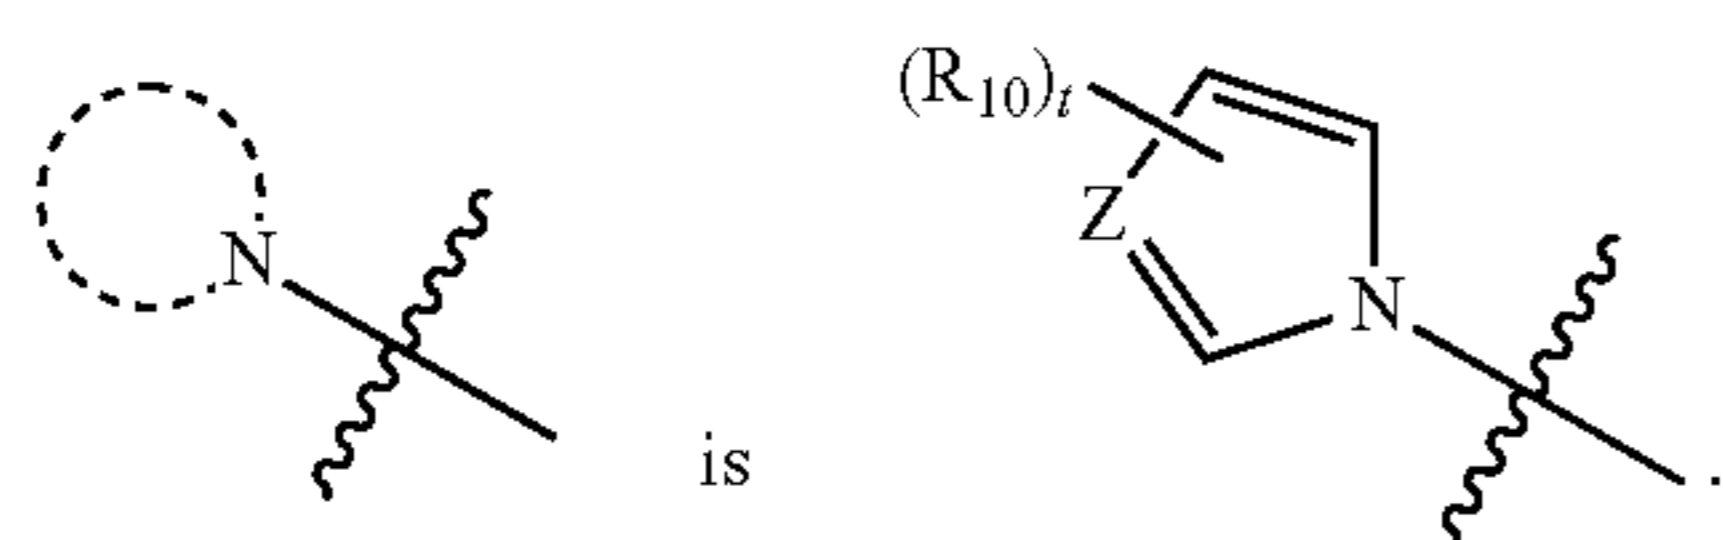 (R₁₀)ₜ
Z
N
N
is
.